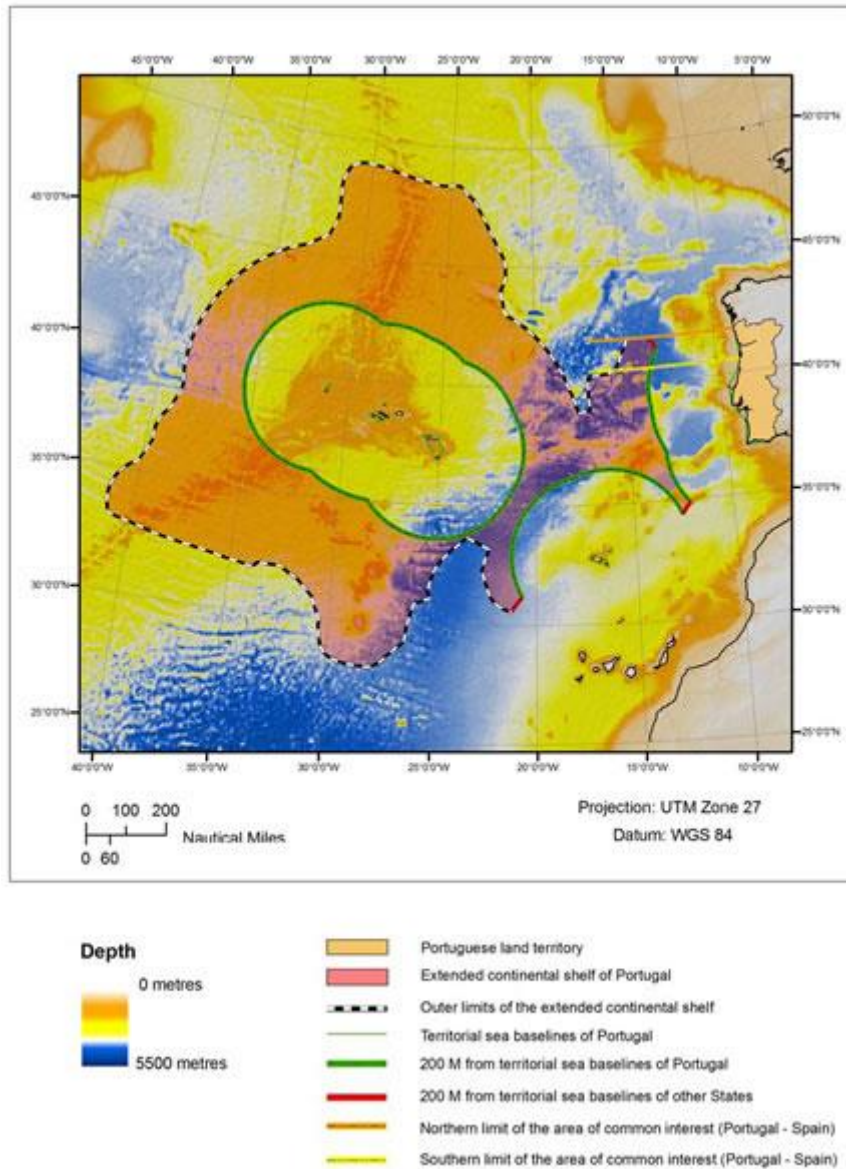 45°0'0"W 40°0'0"W 35°0'0"W 30°0'0"W 25°0'0"W 20°0'0"W 15°0'0"W 10°0'0"W 5°0'0"W
50°0'0"N
45°0'0"N
45°0'0"N
40°0'0"N
40°0'0"N
35°0'0"N
35°0'0"N
30°0'0"N
30°0'0"N
25°0'0"N
25°0'0"N
40°0'0"W 35°0'0"W 30°0'0"W 25°0'0"W 20°0'0"W 15°0'0"W 10°0'0"W
0 100 200
Nautical Miles
0 60
Projection: UTM Zone 27
Datum: WGS 84
Depth
0 metres
5500 metres
Portuguese land territory
Extended continental shelf of Portugal
Outer limits of the extended continental shelf
Territorial sea baselines of Portugal
200 M from territorial sea baselines of Portugal
200 M from territorial sea baselines of other States
Northern limit of the area of common interest (Portugal - Spain)
Southern limit of the area of common interest (Portugal - Spain)